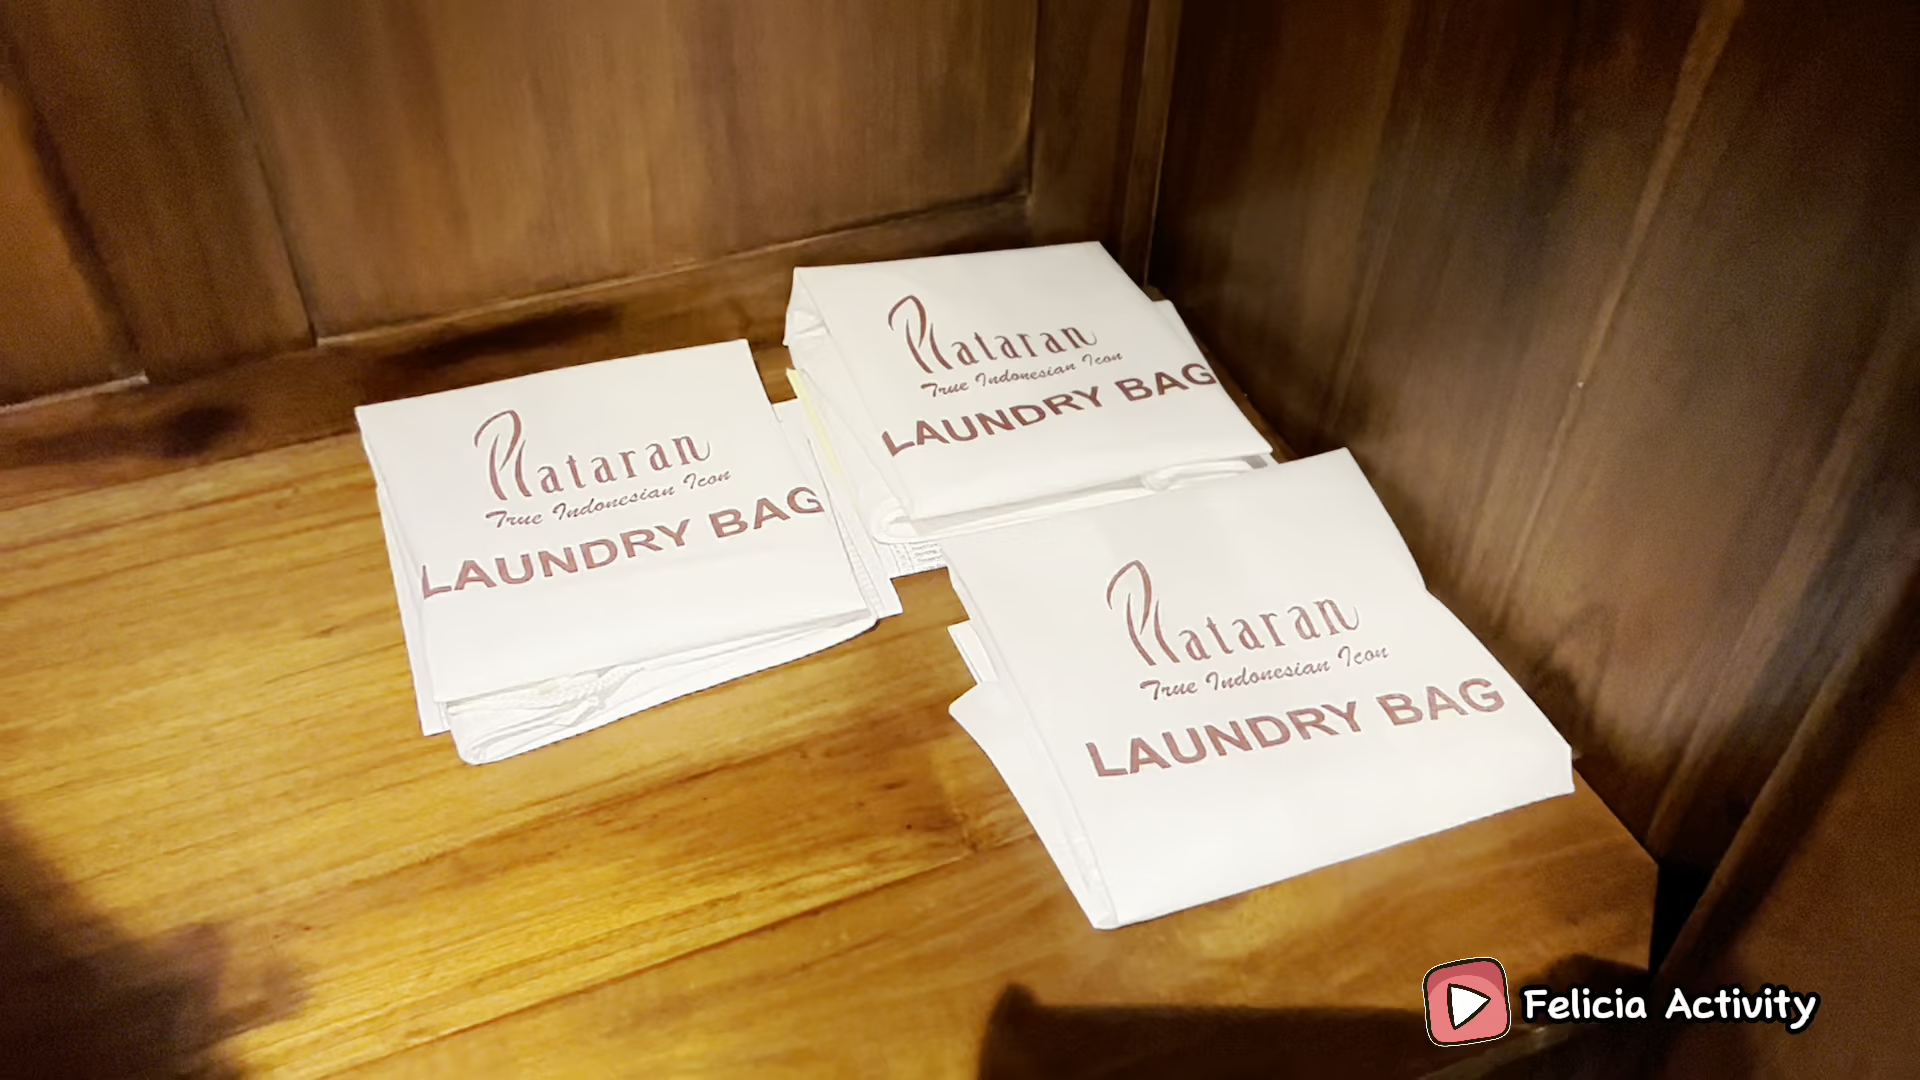 Plataran
True Indonesian Icon
LAUNDRY BAG
Plataran
True Indonesian Icon
LAUNDRY BAG
Plataran
True Indonesian Icon
LAUNDRY BAG
Felicia Activity